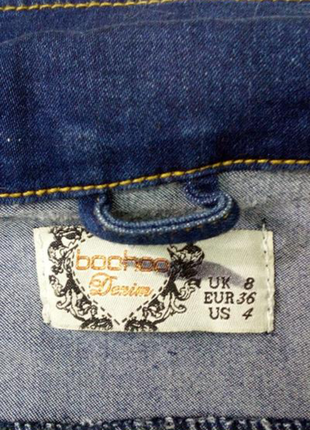 boohoo
Denim
UK 8
EUR 36
US 4